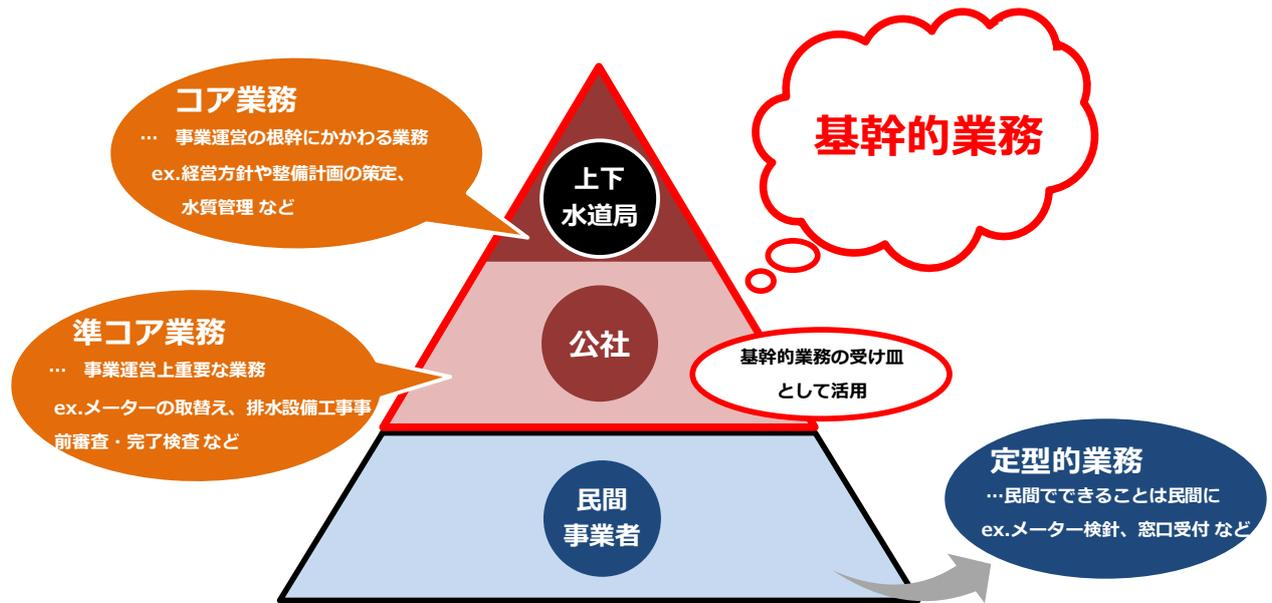 コア業務
… 事業運営の根幹にかかわる業務
ex.経営方針や整備計画の策定、
水質管理 など
上下
水道局
基幹的業務
準コア業務
… 事業運営上重要な業務
ex.メーターの取替え、排水設備工事事
前審査・完了検査 など
公社
基幹的業務の受け皿
として活用
民間
事業者
定型的業務
…民間でできることは民間に
ex.メーター検針、窓口受付 など